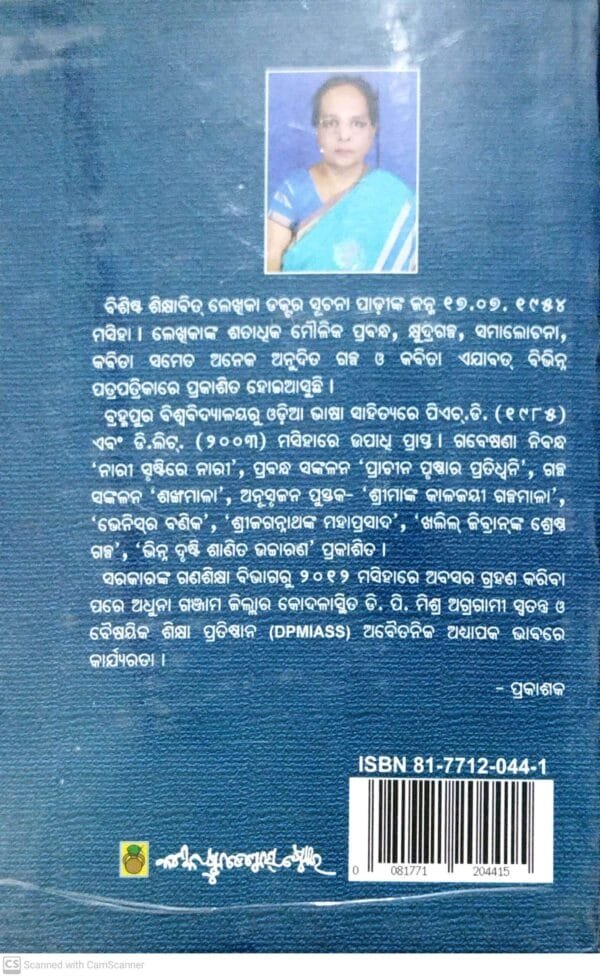 ବିଶିଷ୍ଟ ଶିକ୍ଷାବିତ୍ ଲେଖିକା ଡକ୍ଟର ସୂଚନା ପାଢ଼ୀଙ୍କ ଜନ୍ମ ୧୭.୦୭. ୧୯୫୪
ମସିହା । ଲେଖିକାଙ୍କ ଶତାଧିକ ମୌଳିକ ପ୍ରବନ୍ଧ, କ୍ଷୁଦ୍ରଗଳ୍ପ, ସମାଲୋଚନା,
କବିତା ସମେତ ଅନେକ ଅନୁଦିତ ଗଳ୍ପ ଓ କବିତା ଏଯାବତ୍ ବିଭିନ୍ନ
ପତ୍ରପତ୍ରିକାରେ ପ୍ରକାଶିତ ହୋଇଆସୁଛି ।
ବ୍ରହ୍ମପୁର ବିଶ୍ୱବିଦ୍ୟାଳୟରୁ ଓଡ଼ିଆ ଭାଷା ସାହିତ୍ୟରେ ପିଏଚ୍.ଡି. (୧୯୮୫)
ଏବଂ ଡି.ଲିଟ୍. (୨୦୦୩) ମସିହାରେ ଉପାଧି ପ୍ରାପ୍ତ । ଗବେଷଣା ନିବନ୍ଧ
‘ନାରୀ ସୃଷ୍ଟିରେ ନାରୀ’, ପ୍ରବନ୍ଧ ସଙ୍କଳନ ‘ପ୍ରାଚୀନ ପୃଷ୍ଠାର ପ୍ରତିଧ୍ୱନି’, ଗଳ୍ପ
ସଙ୍କଳନ ‘ଶଙ୍ଖମାଳା’, ଅନୁସୃଜନ ପୁସ୍ତକ- ‘ଶ୍ରୀମାଙ୍କ କାଳଜୟୀ ଗଳ୍ପମାଳା’,
‘ଭେନିସ୍‌ର ବଣିକ’, ‘ଶ୍ରୀଜଗନ୍ନାଥଙ୍କ ମହାପ୍ରସାଦ’, ‘ଖଲିଲ୍ ଜିବ୍ରାନ୍‌ଙ୍କ ଶ୍ରେଷ୍ଠ
ଗଳ୍ପ’, ‘ଭିନ୍ନ ଦୃଷ୍ଟି ଶାଣିତ ଉଚ୍ଚାରଣ’ ପ୍ରକାଶିତ ।
ସରକାରଙ୍କ ଗଣଶିକ୍ଷା ବିଭାଗରୁ ୨୦୧୨ ମସିହାରେ ଅବସର ଗ୍ରହଣ କରିବା
ପରେ ଅଧୁନା ଗଞ୍ଜାମ ଜିଲ୍ଲାର କୋଦଳାସ୍ଥିତ ଡି. ପି. ମିଶ୍ର ଅଗ୍ରଗାମୀ ସ୍ୱତନ୍ତ୍ର ଓ
ବୈଷୟିକ ଶିକ୍ଷା ପ୍ରତିଷ୍ଠାନ (DPMIASS) ଅବୈତନିକ ଅଧ୍ୟାପକ ଭାବରେ
କାର୍ଯ୍ୟରତା ।
- ପ୍ରକାଶକ
ISBN 81-7712-044-1
0 081771 204415
CS Scanned with CamScanner